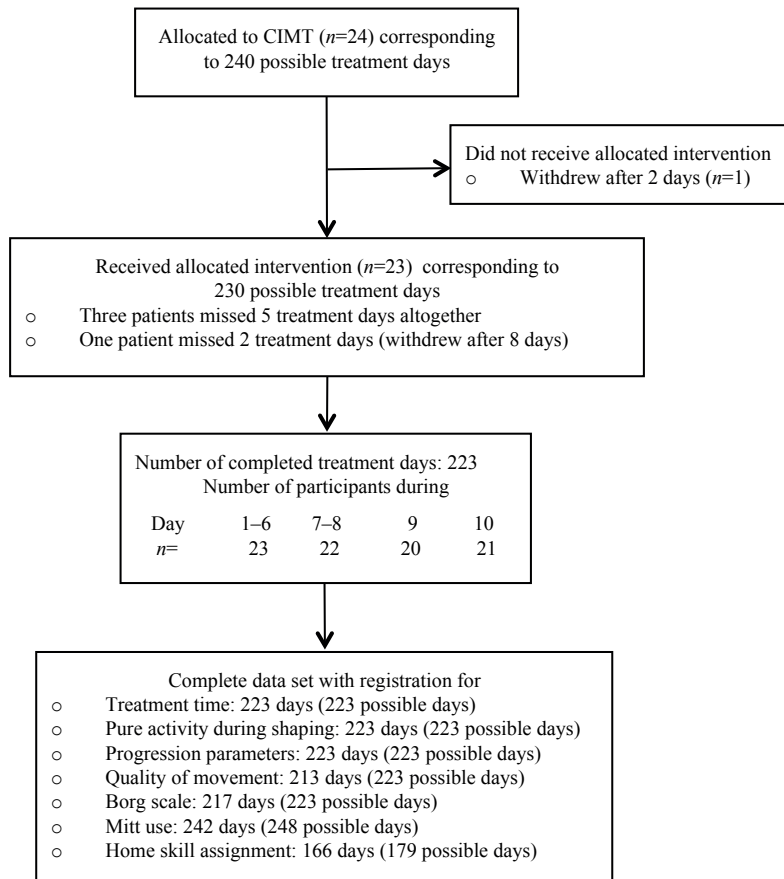 Allocated to CIMT (n=24) corresponding
to 240 possible treatment days
Did not receive allocated intervention
o Withdrew after 2 days (n=1)
Received allocated intervention (n=23) corresponding to
230 possible treatment days
o Three patients missed 5 treatment days altogether
o One patient missed 2 treatment days (withdrew after 8 days)
Number of completed treatment days: 223
Number of participants during
Day 1–6 7–8 9 10
n= 23 22 20 21
Complete data set with registration for
o Treatment time: 223 days (223 possible days)
o Pure activity during shaping: 223 days (223 possible days)
o Progression parameters: 223 days (223 possible days)
o Quality of movement: 213 days (223 possible days)
o Borg scale: 217 days (223 possible days)
o Mitt use: 242 days (248 possible days)
o Home skill assignment: 166 days (179 possible days)